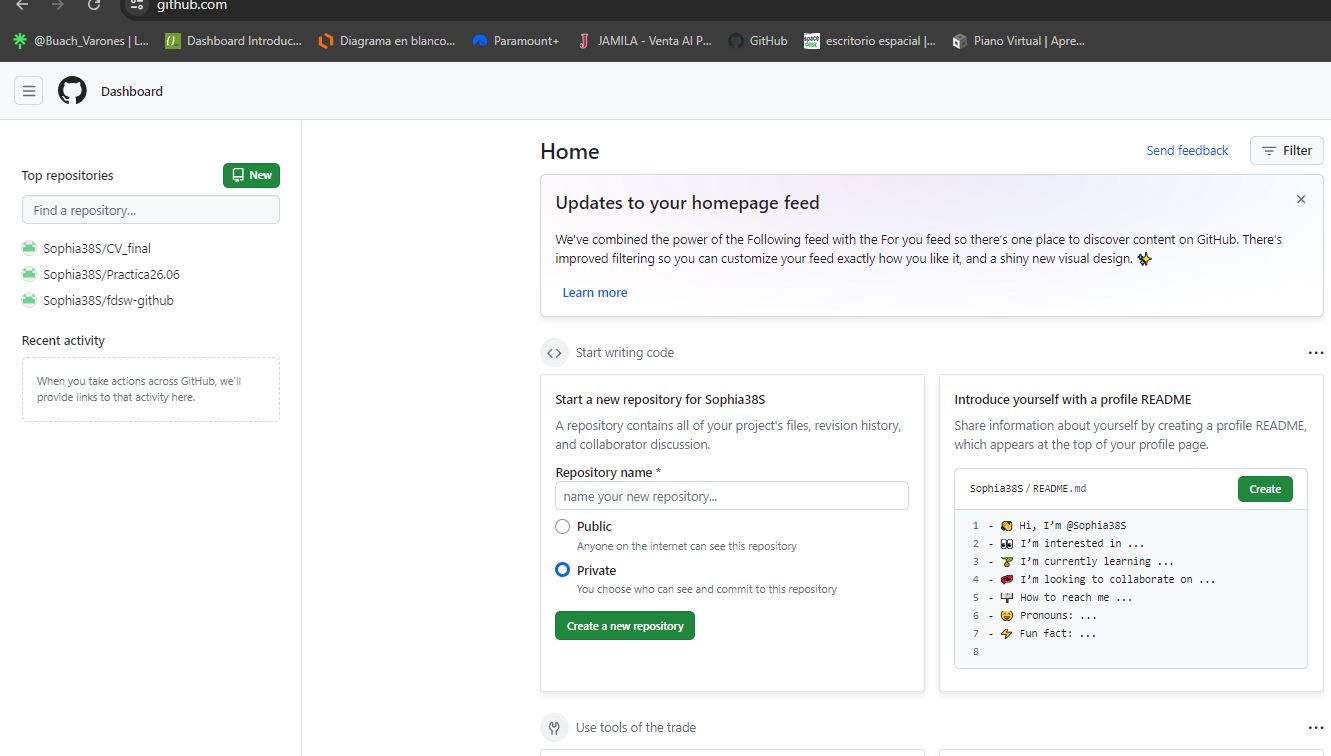 github.com
@Buach_Varones | L...
Dashboard Introduc...
Diagrama en blanco...
Paramount+
JAMILA - Venta Al P...
GitHub
escritorio espacial |...
Piano Virtual | Apre...
Dashboard
Top repositories
New
Find a repository...
Sophia38S/CV_final
Sophia38S/Practica26.06
Sophia38S/fdsw-github
Recent activity
When you take actions across GitHub, we'll
provide links to that activity here.
Home
Send feedback
Filter
Updates to your homepage feed
We've combined the power of the Following feed with the For you feed so there's one place to discover content on GitHub. There's
improved filtering so you can customize your feed exactly how you like it, and a shiny new visual design. ✨
Learn more
Start writing code
Start a new repository for Sophia38S
A repository contains all of your project's files, revision history,
and collaborator discussion.
Repository name *
name your new repository...
Public
Anyone on the internet can see this repository
Private
You choose who can see and commit to this repository
Create a new repository
Introduce yourself with a profile README
Share information about yourself by creating a profile README,
which appears at the top of your profile page.
Sophia38S / README.md
Create
1 - 👋 Hi, I'm @Sophia38S
2 - 👀 I'm interested in ...
3 - 🌱 I'm currently learning ...
4 - 💞️ I'm looking to collaborate on ...
5 - 📫 How to reach me ...
6 - 😄 Pronouns: ...
7 - ⚡ Fun fact: ...
8
Use tools of the trade